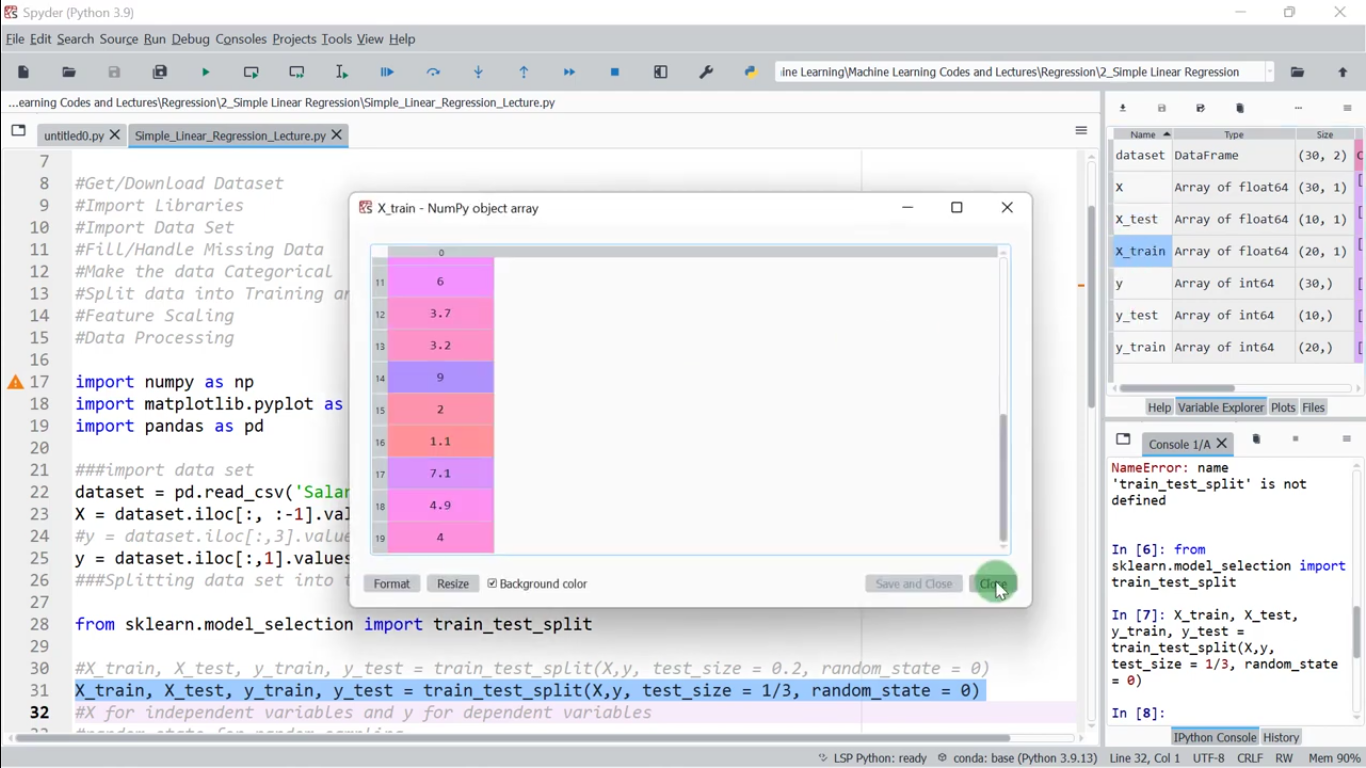 Spyder (Python 3.9)
File Edit Search Source Run Debug Consoles Projects Tools View Help
ine Learning\Machine Learning Codes and Lectures\Regression\2_Simple Linear Regression
...earning Codes and Lectures\Regression\2_Simple Linear Regression\Simple_Linear_Regression_Lecture.py
untitled0.py Simple_Linear_Regression_Lecture.py
7
8 #Get/Download Dataset
9 #Import Libraries
10 #Import Data Set
11 #Fill/Handle Missing Data
12 #Make the data Categorical
13 #Split data into Training
14 #Feature Scaling
15 #Data Processing
16
17 import numpy as np
18 import matplotlib.pyplot as
19 import pandas as pd
20
21 ###import data set
22 dataset = pd.read_csv('Salar
23 X = dataset.iloc[:, :-1].val
24 #y = dataset.iloc[:,3].value
25 y = dataset.iloc[:,1].values
26 ###Splitting data set into
27
28 from sklearn.model_selection import train_test_split
29
30 #X_train, X_test, y_train, y_test = train_test_split(X,y, test_size = 0.2, random_state = 0)
31 X_train, X_test, y_train, y_test = train_test_split(X,y, test_size = 1/3, random_state = 0)
32 #X for independent variables and y for dependent variables
X_train - NumPy object array
0
11 6
12 3.7
13 3.2
14 9
15 2
16 1.1
17 7.1
18 4.9
19 4
Format Resize Background color Save and Close Close
Name Type Size
dataset DataFrame (30, 2)
X Array of float64 (30, 1)
X_test Array of float64 (10, 1)
X_train Array of float64 (20, 1)
y Array of int64 (30,)
y_test Array of int64 (10,)
y_train Array of int64 (20,)
Help Variable Explorer Plots Files
Console 1/A
NameError: name
'train_test_split' is not
defined
In [6]: from
sklearn.model_selection import
train_test_split
In [7]: X_train, X_test,
y_train, y_test =
train_test_split(X,y,
test_size = 1/3, random_state
= 0)
In [8]:
IPython Console History
LSP Python: ready conda: base (Python 3.9.13) Line 32, Col 1 UTF-8 CRLF RW Mem 90%